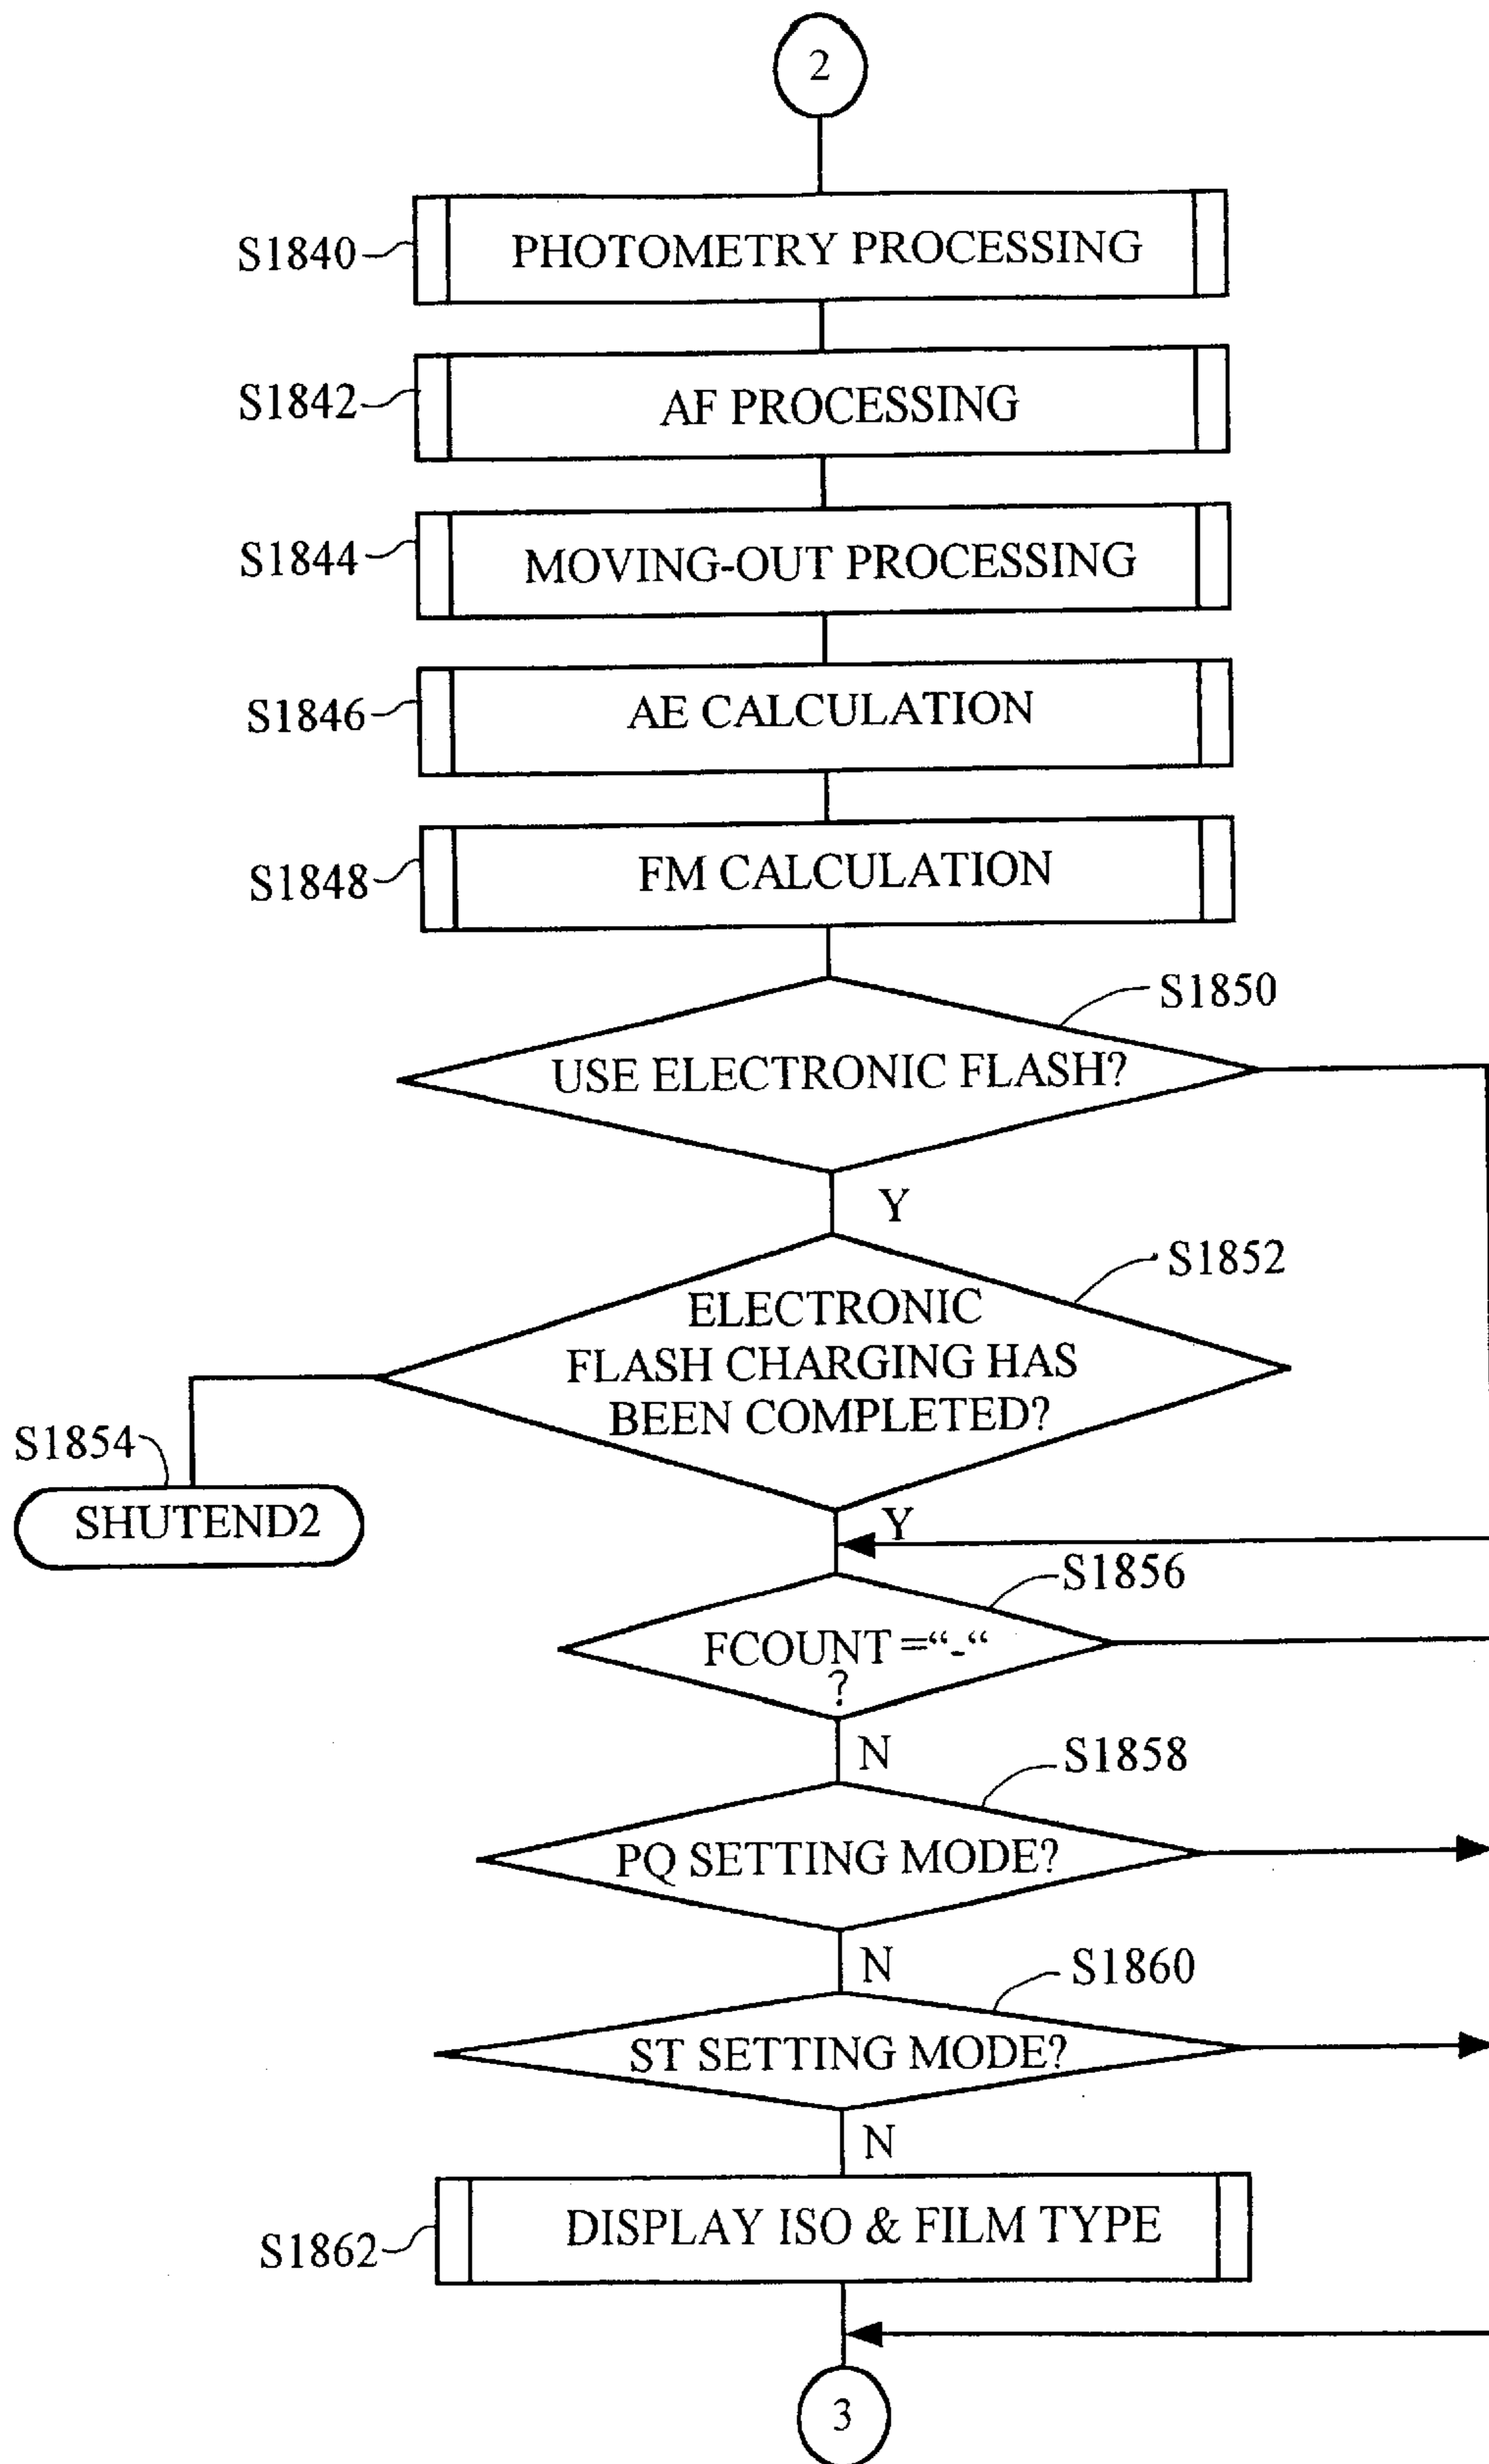 2
S1840
PHOTOMETRY PROCESSING
S1842
AF PROCESSING
S1844
MOVING-OUT PROCESSING
S1846
AE CALCULATION
S1848
FM CALCULATION
S1850
USE ELECTRONIC FLASH?
Y
S1852
ELECTRONIC
FLASH CHARGING HAS
BEEN COMPLETED?
S1854
SHUTEND2
Y
S1856
FCOUNT =“-“
?
N
S1858
PQ SETTING MODE?
N
S1860
ST SETTING MODE?
N
S1862
DISPLAY ISO & FILM TYPE
3